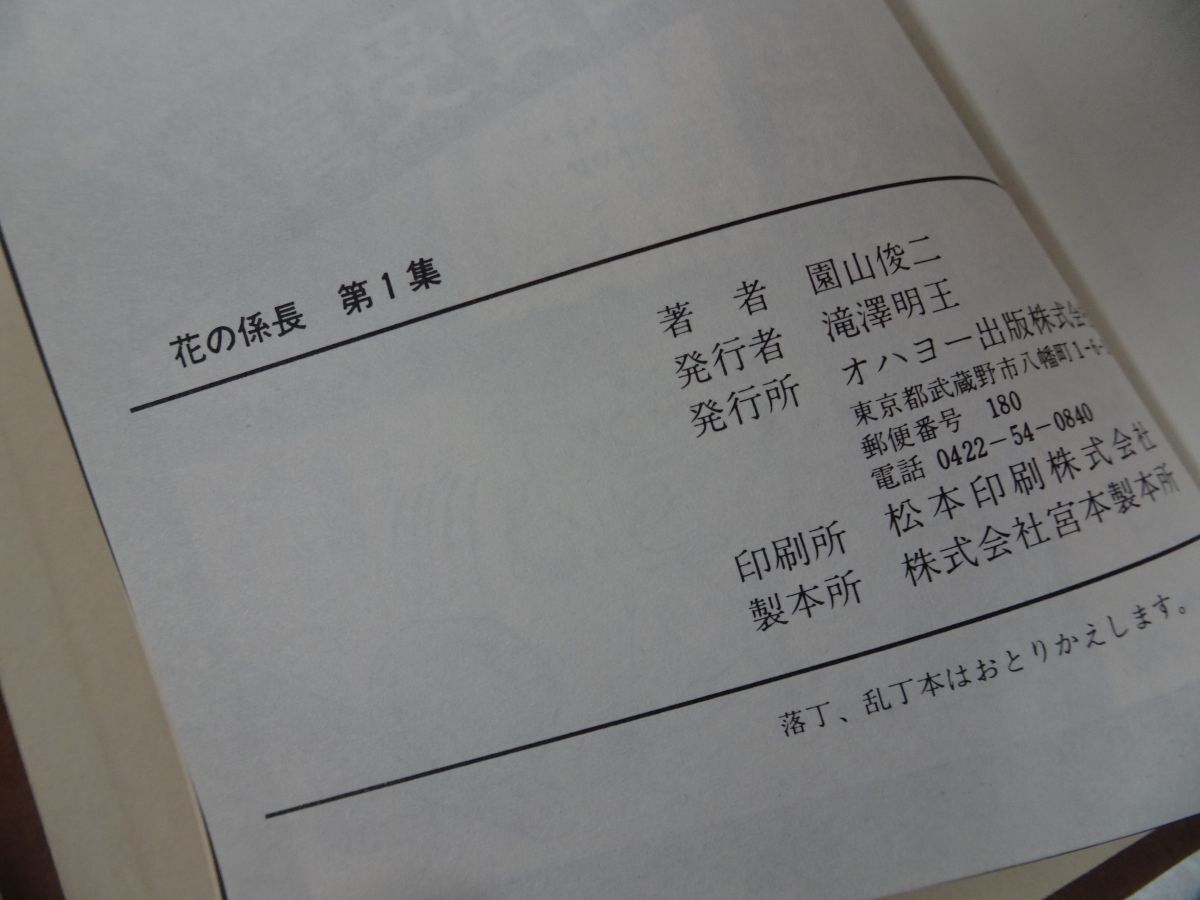 花の係長 第1集
著者 園山俊二
発行者 滝澤明王
発行所 オハヨー出版株式会社
東京都武蔵野市八幡町1-6-
郵便番号 180
電話 0422-54-0840
印刷所 松本印刷株式会社
製本所 株式会社宮本製本所
落丁、乱丁本はおとりかえします。